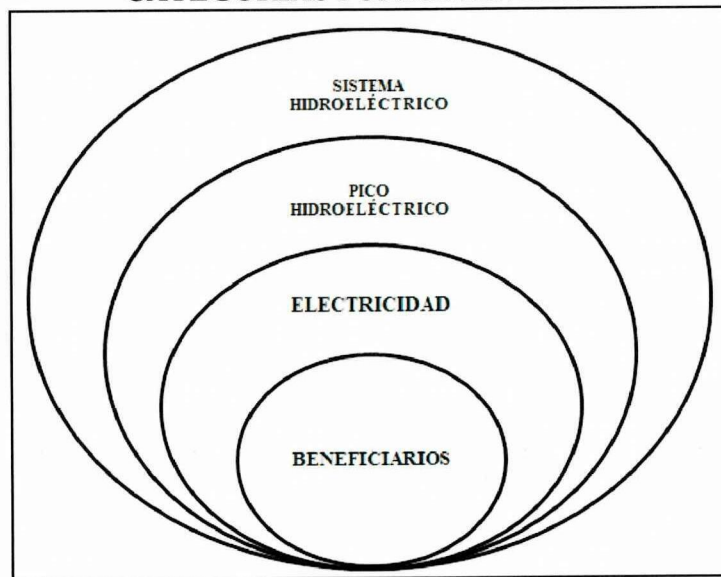 SISTEMA
HIDROELÉCTRICO
PICO
HIDROELÉCTRICO
ELECTRICIDAD
BENEFICIARIOS